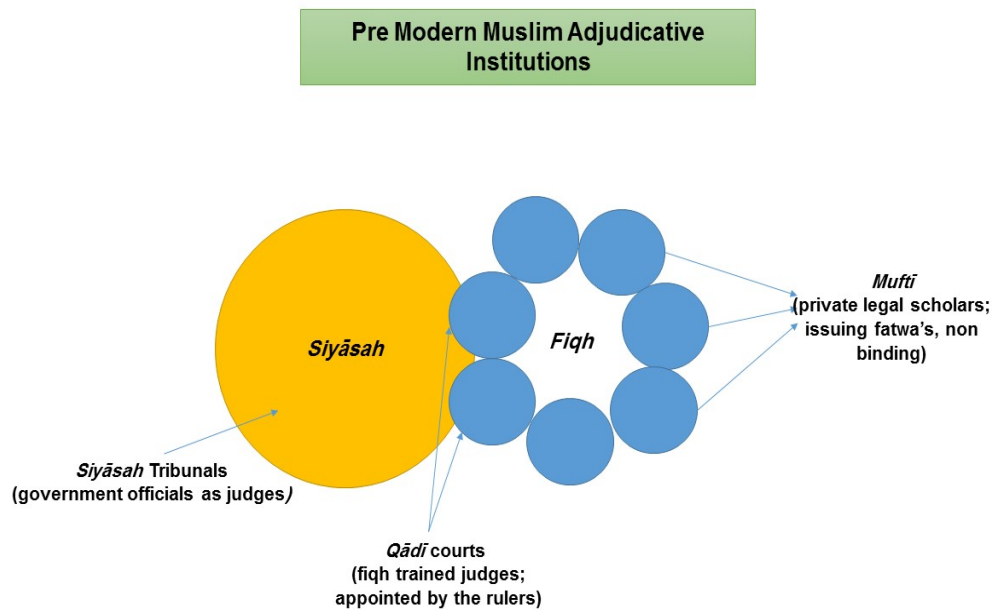 Pre Modern Muslim Adjudicative
Institutions
Siyāsah
Fiqh
Muftī
(private legal scholars;
issuing fatwa's, non
binding)
Siyāsah Tribunals
(government officials as judges)
Qādī courts
(fiqh trained judges;
appointed by the rulers)